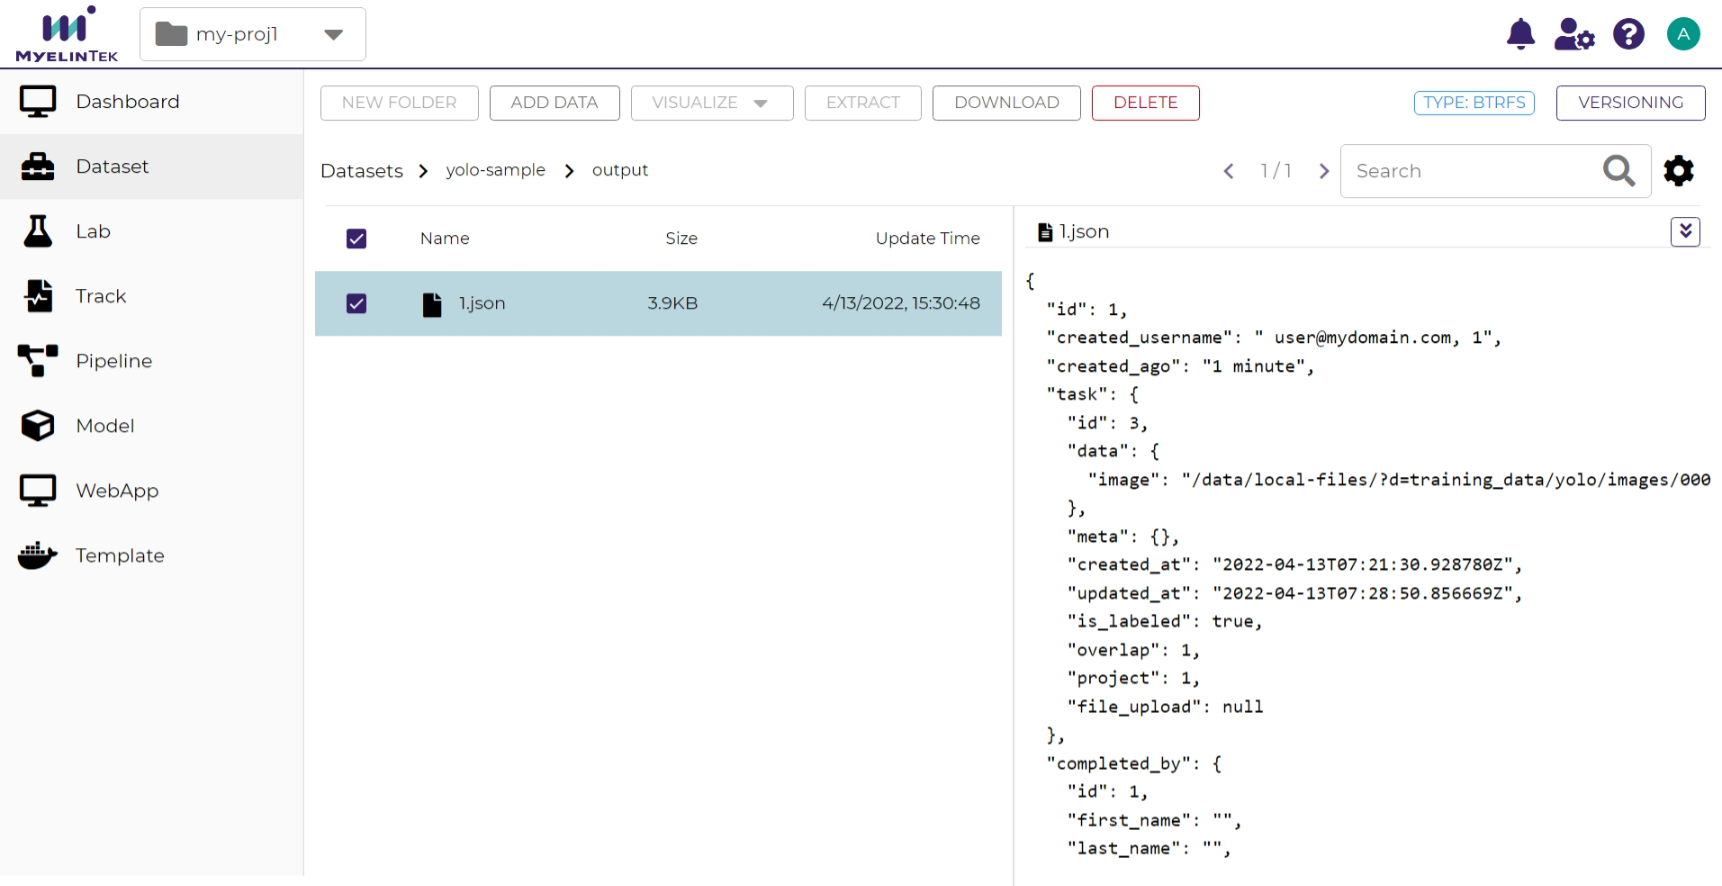 MYELINTEK
my-proj1
A
Dashboard
Dataset
Lab
Track
Pipeline
Model
WebApp
Template
NEW FOLDER
ADD DATA
VISUALIZE
EXTRACT
DOWNLOAD
DELETE
TYPE: BTRFS
VERSIONING
Datasets
yolo-sample
output
1 / 1
Search
Name Size Update Time
1.json 3.9KB 4/13/2022, 15:30:48
1.json
{
"id": 1,
"created_username": " user@mydomain.com, 1",
"created_ago": "1 minute",
"task": {
"id": 3,
"data": {
"image": "/data/local-files/?d=training_data/yolo/images/000
},
"meta": {},
"created_at": "2022-04-13T07:21:30.928780Z",
"updated_at": "2022-04-13T07:28:50.856669Z",
"is_labeled": true,
"overlap": 1,
"project": 1,
"file_upload": null
},
"completed_by": {
"id": 1,
"first_name": "",
"last_name": "",